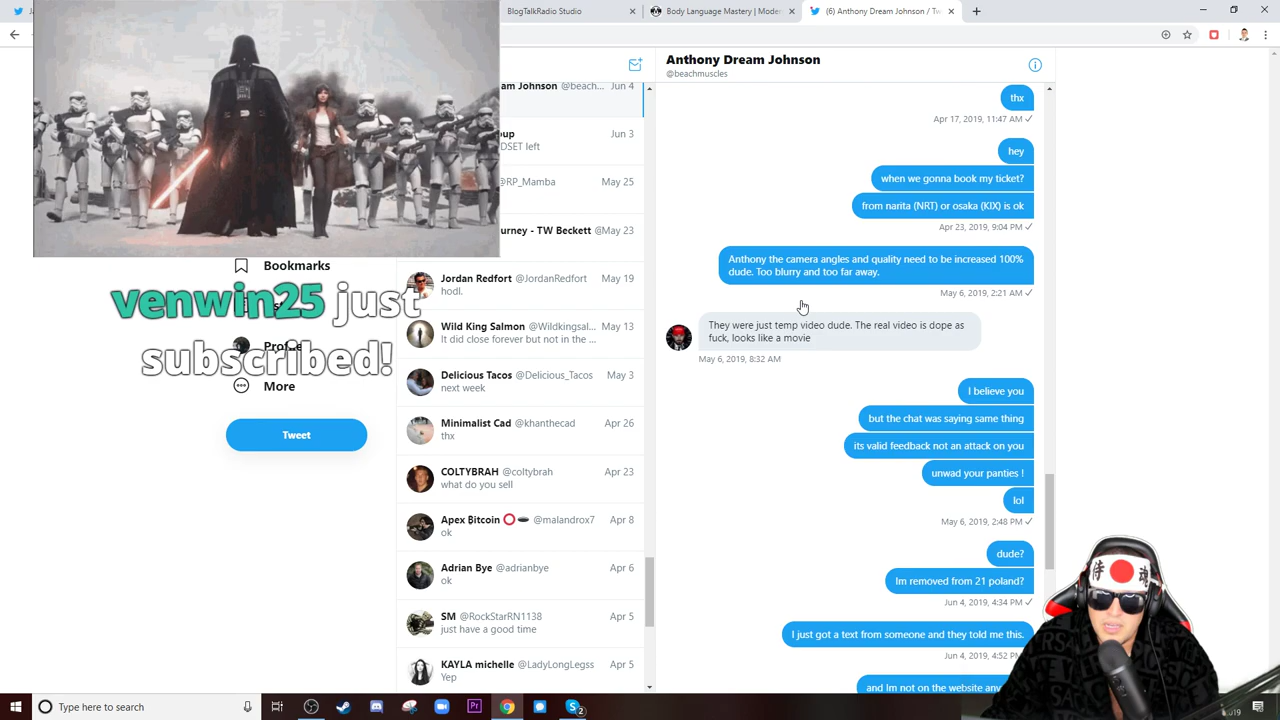 BlogTalkRadio Studio
Body Language Mastery | Moder
(6) Anthony Dream Johnson / Tw
am Johnson @beach... Jun 4
Jun 3
DSET left
@RP_Mamba May 25
urney - TW Beckett @May 23
Jordan Redfort @JordanRedfort May 19
hodl.
Wild King Salmon @Wildkingsal... May 13
It did close forever but not in the ...
Delicious Tacos @Delicious_Tacos May 3
next week
Minimalist Cad @khanthecad Apr 26
thx
COLTYBRAH @coltybrah Apr 23
what do you sell
Apex Bitcoin @malandrox7 Apr 8
ok
Adrian Bye @adrianbye Apr 6
ok
SM @RockStarRN1138 Apr 5
just have a good time
KAYLA michelle @LadyLongLegss Apr 5
Yep
Bookmarks
venwin25 just
subscribed!
Profile
More
Tweet
Anthony Dream Johnson
@beachmuscles
thx
Apr 17, 2019, 11:47 AM
hey
when we gonna book my ticket?
from narita (NRT) or osaka (KIX) is ok
Apr 23, 2019, 9:04 PM
Anthony the camera angles and quality need to be increased 100%
dude. Too blurry and too far away.
May 6, 2019, 2:21 AM
They were just temp video dude. The real video is dope as
fuck, looks like a movie
May 6, 2019, 8:32 AM
I believe you
but the chat was saying same thing
its valid feedback not an attack on you
unwad your panties !
lol
May 6, 2019, 2:48 PM
dude?
Im removed from 21 poland?
Jun 4, 2019, 4:34 PM
I just got a text from someone and they told me this.
Jun 4, 2019, 4:52 PM
and Im not on the website any
侍 魂
Type here to search